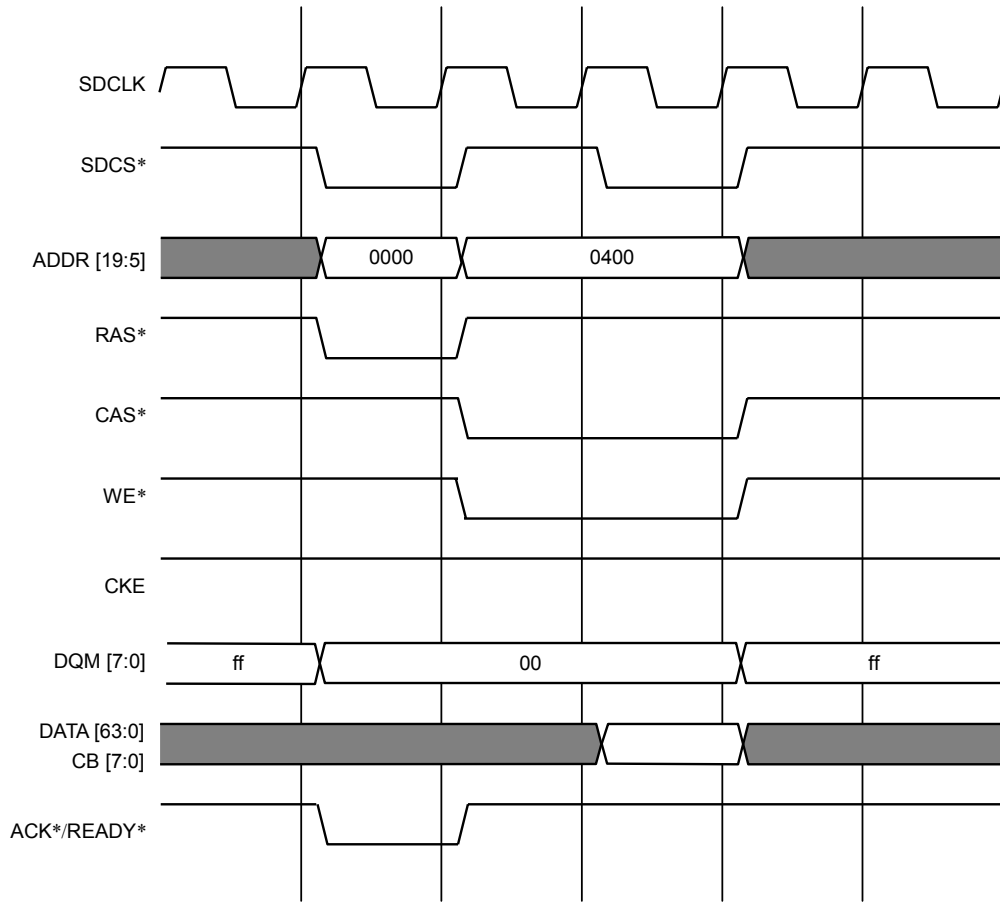 SDCLK
SDCS*
ADDR [19:5]
0000
0400
RAS*
CAS*
WE*
CKE
DQM [7:0]
ff
00
ff
DATA [63:0]
CB [7:0]
ACK*/READY*